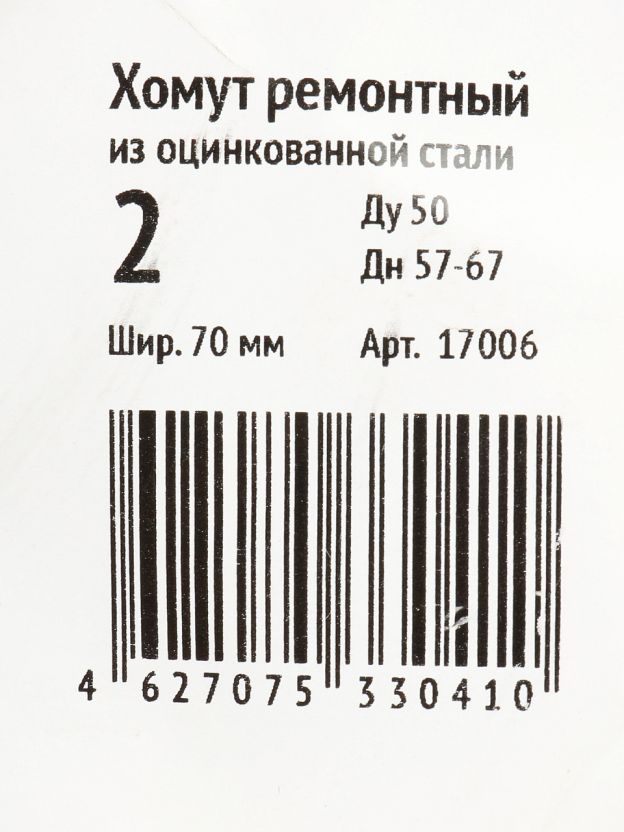 Хомут ремонтный
из оцинкованной стали
2
Ду 50
Дн 57-67
Шир. 70 мм
Арт. 17006
4 627075 330410